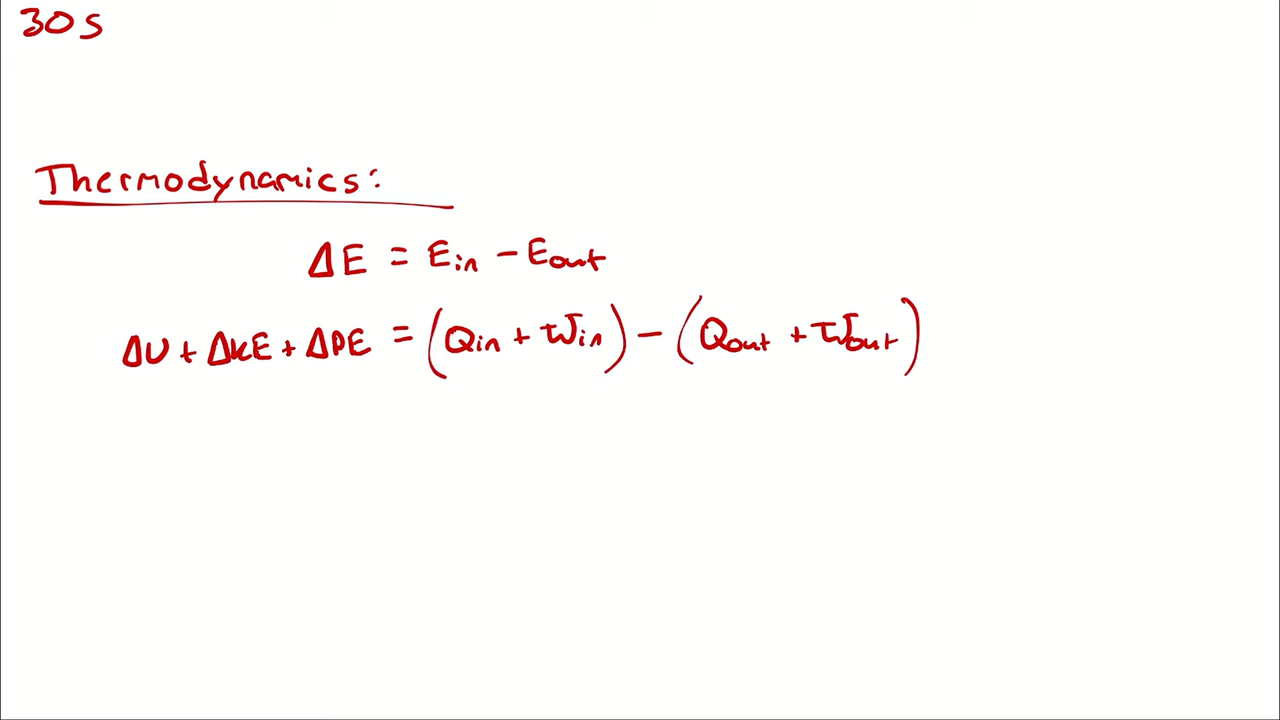 30s
Thermodynamics:
ΔE = Ein - Eout
ΔU + ΔKE + ΔPE = (Qin + Win) - (Qout + Wout)